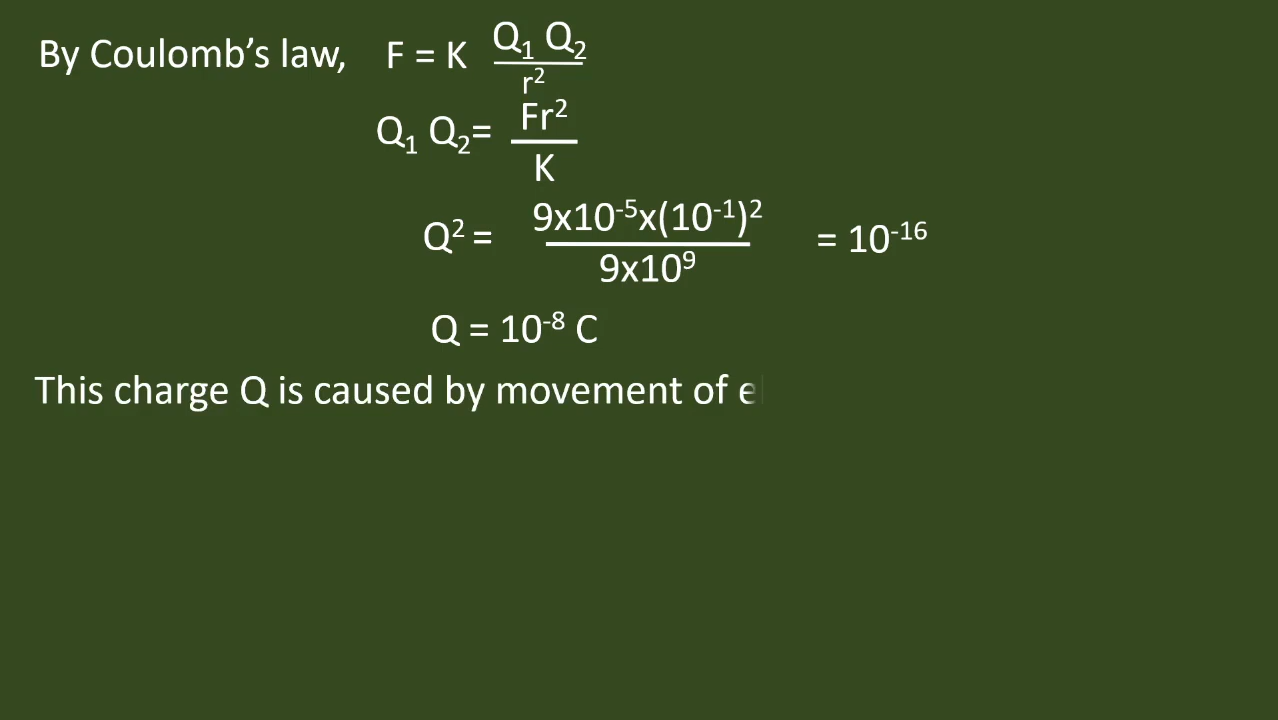 By Coulomb’s law, F = K Q₁ Q₂ / r²
Q₁ Q₂= Fr² / K
Q² = 9x10⁻⁵x(10⁻¹)² / 9x10⁹ = 10⁻¹⁶
Q = 10⁻⁸ C
This charge Q is caused by movement of